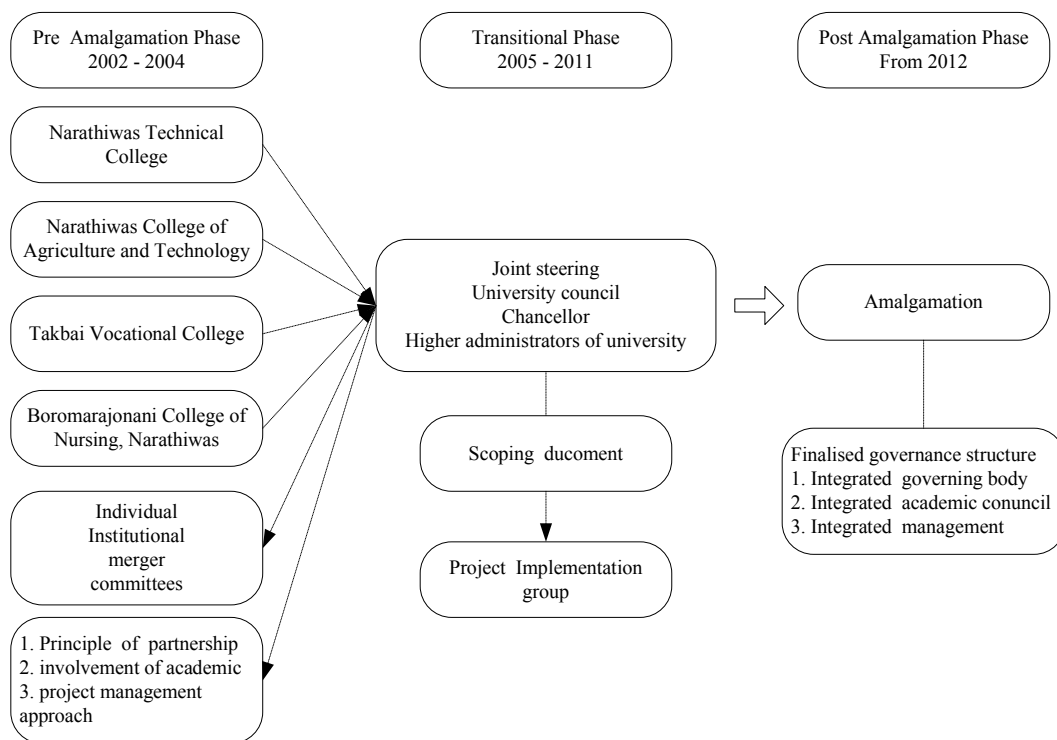 Pre Amalgamation Phase
2002 - 2004
Transitional Phase
2005 - 2011
Post Amalgamation Phase
From 2012
Narathiwas Technical
College
Narathiwas College of
Agriculture and Technology
Takbai Vocational College
Boromarajonani College of
Nursing, Narathiwas
Individual
Institutional
merger
committees
1. Principle of partnership
2. involvement of academic
3. project management
approach
Joint steering
University council
Chancellor
Higher administrators of university
Scoping ducoment
Project Implementation
group
Amalgamation
Finalised governance structure
1. Integrated governing body
2. Integrated academic conuncil
3. Integrated management